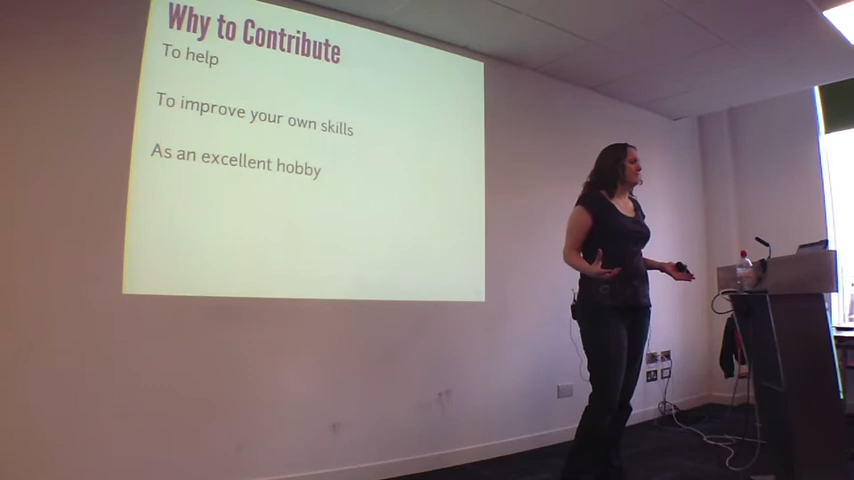 Why to Contribute
To help
To improve your own skills
As an excellent hobby